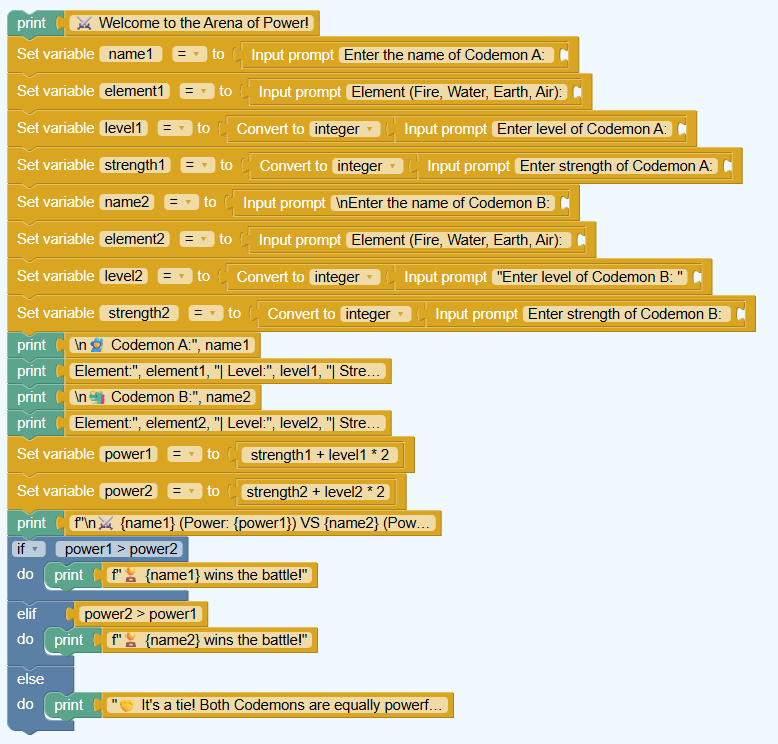 print ⚔️ Welcome to the Arena of Power!
Set variable name1 = to Input prompt Enter the name of Codemon A:
Set variable element1 = to Input prompt Element (Fire, Water, Earth, Air):
Set variable level1 = to Convert to integer Input prompt Enter level of Codemon A:
Set variable strength1 = to Convert to integer Input prompt Enter strength of Codemon A:
Set variable name2 = to Input prompt \nEnter the name of Codemon B:
Set variable element2 = to Input prompt Element (Fire, Water, Earth, Air):
Set variable level2 = to Convert to integer Input prompt "Enter level of Codemon B: "
Set variable strength2 = to Convert to integer Input prompt Enter strength of Codemon B:
print \n Codemon A:", name1
print Element:", element1, "| Level:", level1, "| Stre...
print \n Codemon B:", name2
print Element:", element2, "| Level:", level2, "| Stre...
Set variable power1 = to strength1 + level1 * 2
Set variable power2 = to strength2 + level2 * 2
print f"\n⚔️ {name1} (Power: {power1}) VS {name2} (Pow...
if power1 > power2
do print f" {name1} wins the battle!"
elif power2 > power1
do print f" {name2} wins the battle!"
else
do print "🤝 It's a tie! Both Codemons are equally powerf...